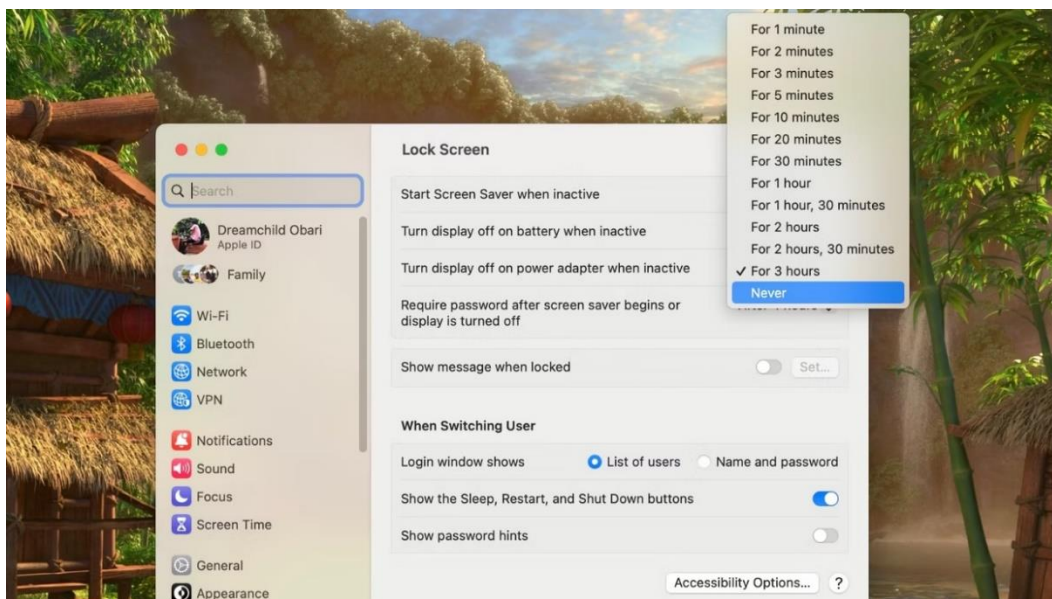 For 1 minute
For 2 minutes
For 3 minutes
For 5 minutes
For 10 minutes
For 20 minutes
For 30 minutes
For 1 hour
For 1 hour, 30 minutes
For 2 hours
For 2 hours, 30 minutes
✓ For 3 hours
Never
Search
Dreamchild Obari
Apple ID
Family
Wi-Fi
Bluetooth
Network
VPN
Notifications
Sound
Focus
Screen Time
General
Appearance
Lock Screen
Start Screen Saver when inactive
Turn display off on battery when inactive
Turn display off on power adapter when inactive
Require password after screen saver begins or
display is turned off
Show message when locked
Set...
When Switching User
Login window shows
List of users
Name and password
Show the Sleep, Restart, and Shut Down buttons
Show password hints
Accessibility Options...
?